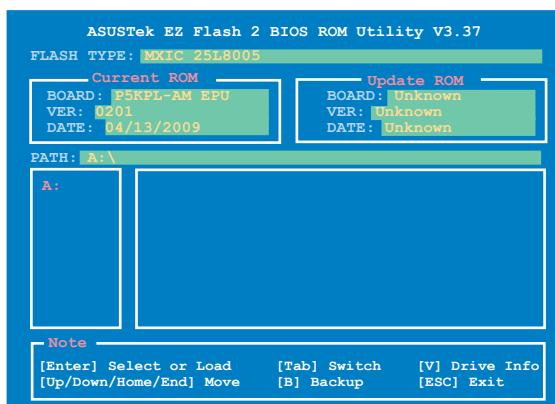 ASUSTek EZ Flash 2 BIOS ROM Utility V3.37
FLASH TYPE: MXIC 25L8005
Current ROM
BOARD: P5KPL-AM EPU
VER: 0201
DATE: 04/13/2009
Update ROM
BOARD: Unknown
VER: Unknown
DATE: Unknown
PATH: A:\
A:
Note
[Enter] Select or Load [Tab] Switch [V] Drive Info
[Up/Down/Home/End] Move [B] Backup [ESC] Exit